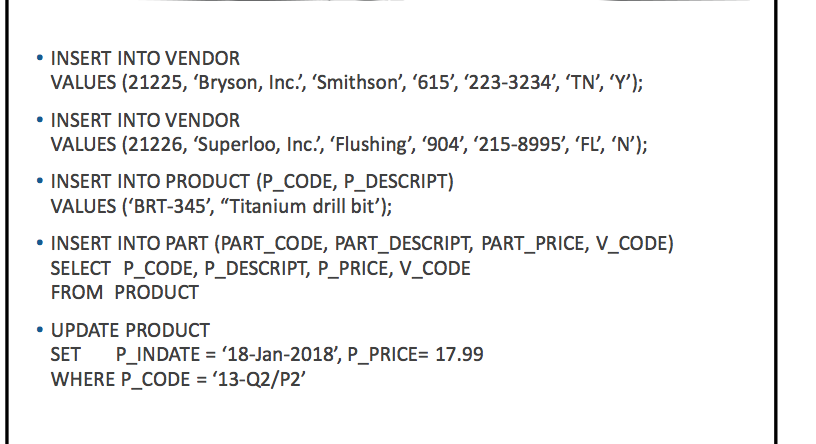 • INSERT INTO VENDOR
VALUES (21225, ‘Bryson, Inc.’, ‘Smithson’, ‘615’, ‘223-3234’, ‘TN’, ‘Y’);
• INSERT INTO VENDOR
VALUES (21226, ‘Superloo, Inc.’, ‘Flushing’, ‘904’, ‘215-8995’, ‘FL’, ‘N’);
• INSERT INTO PRODUCT (P_CODE, P_DESCRIPT)
VALUES (‘BRT-345’, “Titanium drill bit’);
• INSERT INTO PART (PART_CODE, PART_DESCRIPT, PART_PRICE, V_CODE)
SELECT P_CODE, P_DESCRIPT, P_PRICE, V_CODE
FROM PRODUCT
• UPDATE PRODUCT
SET P_INDATE = ‘18-Jan-2018’, P_PRICE= 17.99
WHERE P_CODE = ‘13-Q2/P2’